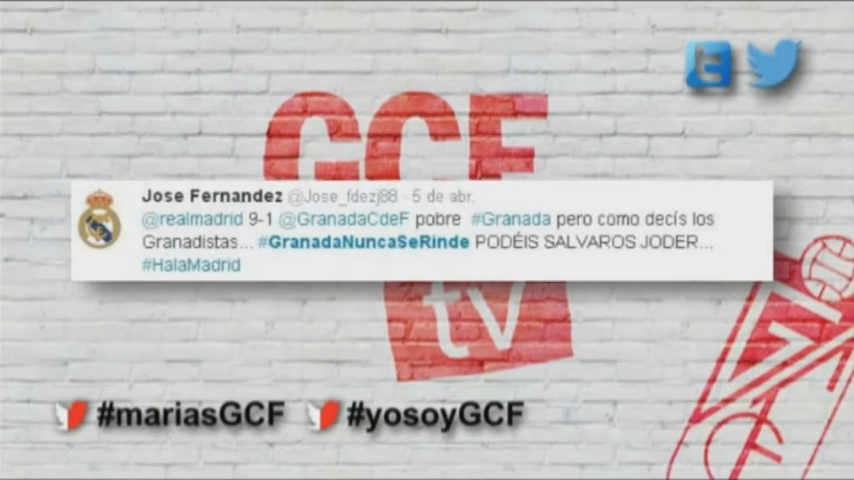 GCF
tv
Jose Fernandez @Jose_fdezj88 · 5 de abr.
@realmadrid 9-1 @GranadaCdeF pobre #Granada pero como decís los
Granadistas... #GranadaNuncaSeRinde PODÉIS SALVAROS JODER...
#HalaMadrid
#mariasGCF #yosoyGCF